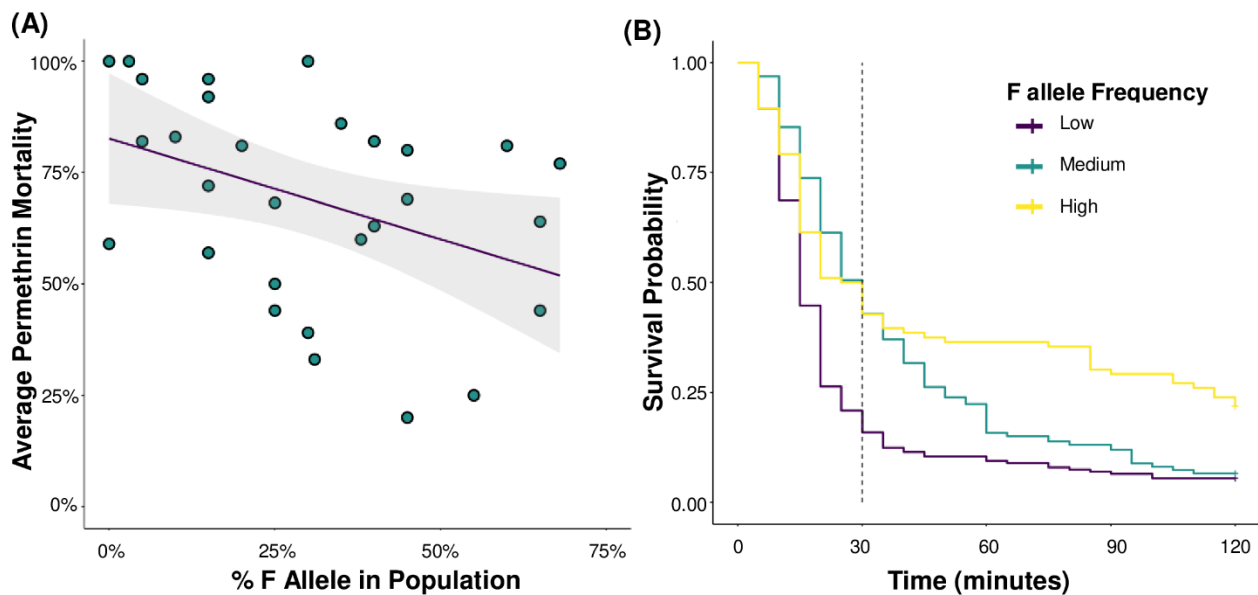 (A)
Average Permethrin Mortality
100%
75%
50%
25%
0%
0%
25%
50%
75%
% F Allele in Population
(B)
Survival Probability
1.00
0.75
0.50
0.25
0.00
F allele Frequency
Low
Medium
High
0
30
60
90
120
Time (minutes)